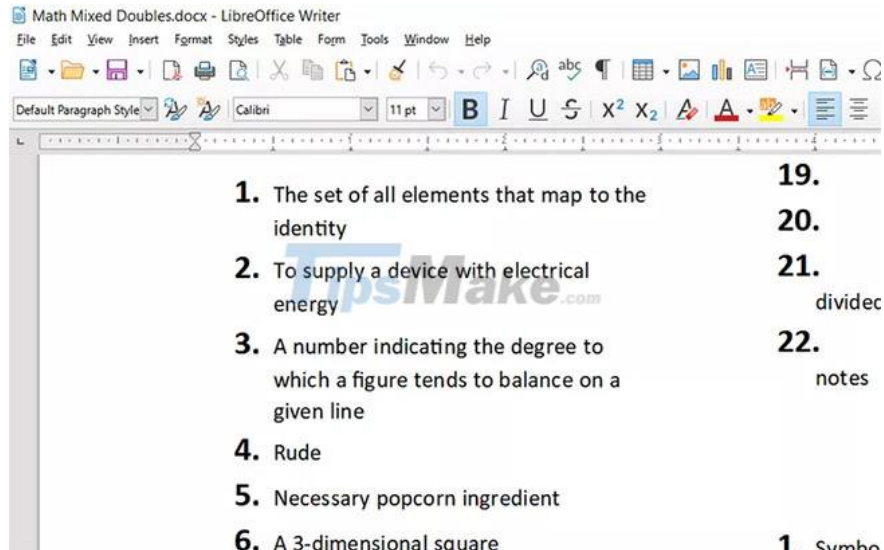 Math Mixed Doubles.docx - LibreOffice Writer
File Edit View Insert Format Styles Table Form Tools Window Help
Default Paragraph Style Calibri 11 pt B I U S X² X₂ A A
1. The set of all elements that map to the
identity
2. To supply a device with electrical
energy
3. A number indicating the degree to
which a figure tends to balance on a
given line
4. Rude
5. Necessary popcorn ingredient
6. A 3-dimensional square
19.
20.
21.
divided
22.
notes
1. Symbo
TipsMake.com